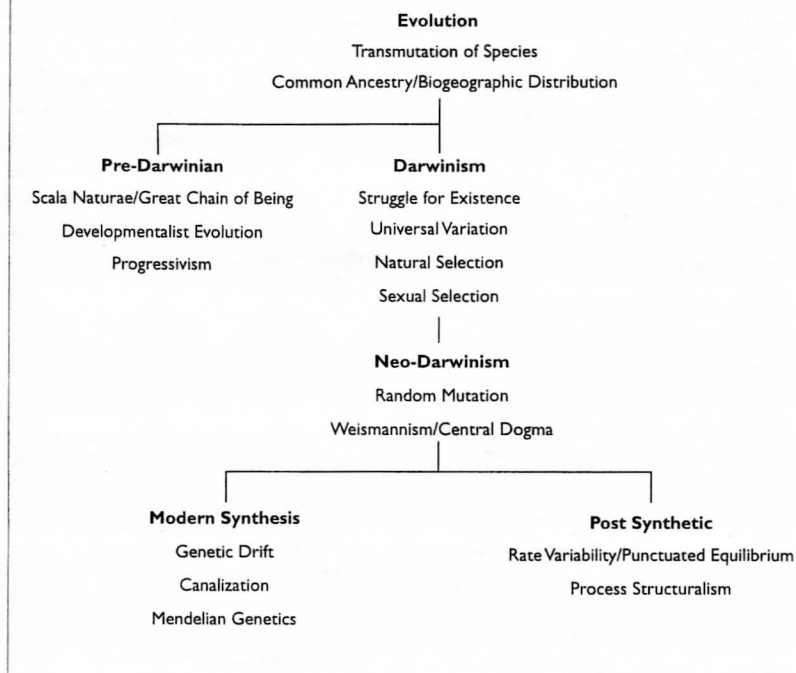 Evolution
Transmutation of Species
Common Ancestry/Biogeographic Distribution
Pre-Darwinian
Scala Naturae/Great Chain of Being
Developmentalist Evolution
Progressivism
Darwinism
Struggle for Existence
Universal Variation
Natural Selection
Sexual Selection
Neo-Darwinism
Random Mutation
Weismannism/Central Dogma
Modern Synthesis
Genetic Drift
Canalization
Mendelian Genetics
Post Synthetic
Rate Variability/Punctuated Equilibrium
Process Structuralism